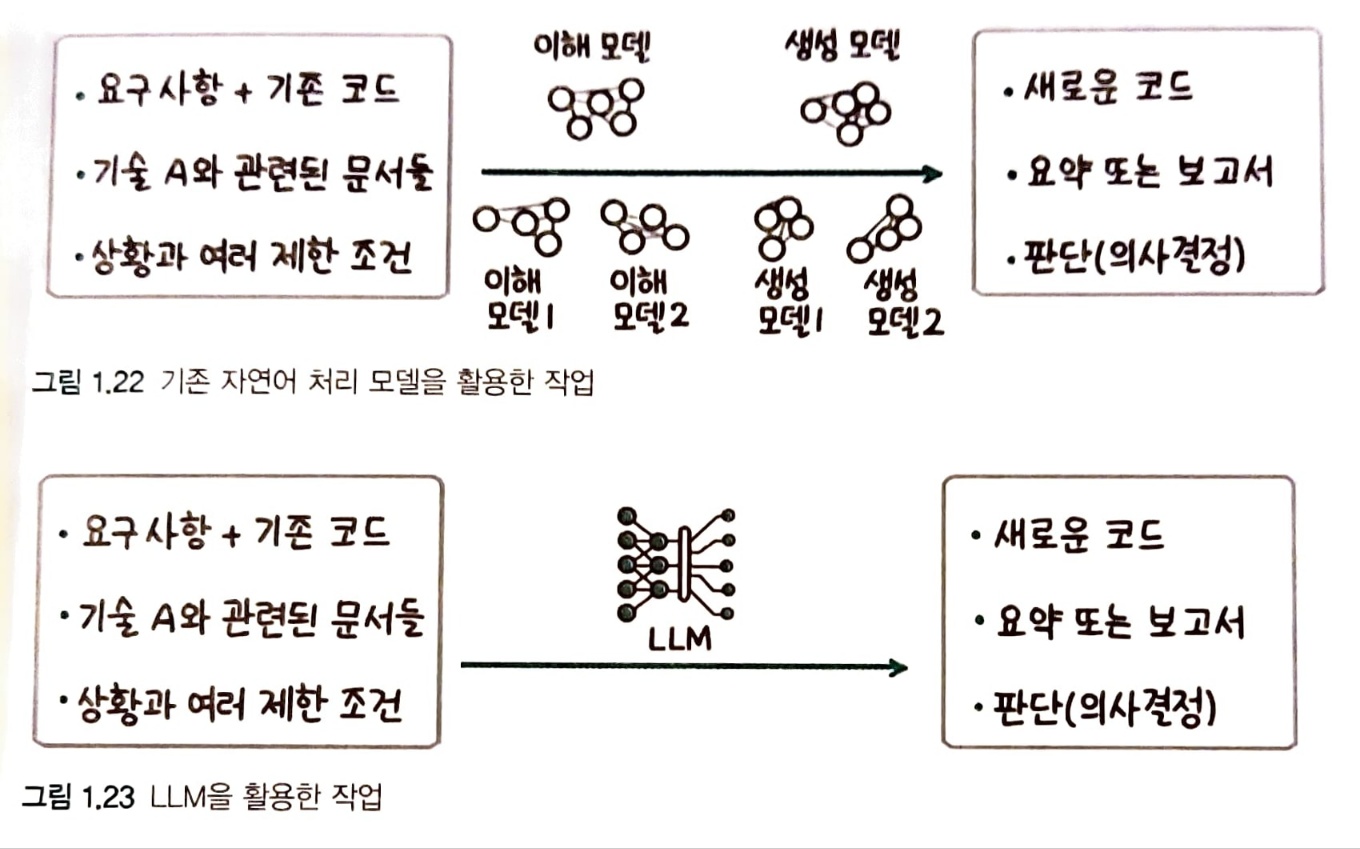 • 요구사항 + 기존 코드
• 기술 A와 관련된 문서들
• 상황과 여러 제한 조건
이해 모델
생성 모델
이해
모델1
이해
모델2
생성
모델1
생성
모델2
• 새로운 코드
• 요약 또는 보고서
• 판단(의사결정)
그림 1.22 기존 자연어 처리 모델을 활용한 작업
• 요구사항 + 기존 코드
• 기술 A와 관련된 문서들
• 상황과 여러 제한 조건
LLM
• 새로운 코드
• 요약 또는 보고서
• 판단(의사결정)
그림 1.23 LLM을 활용한 작업